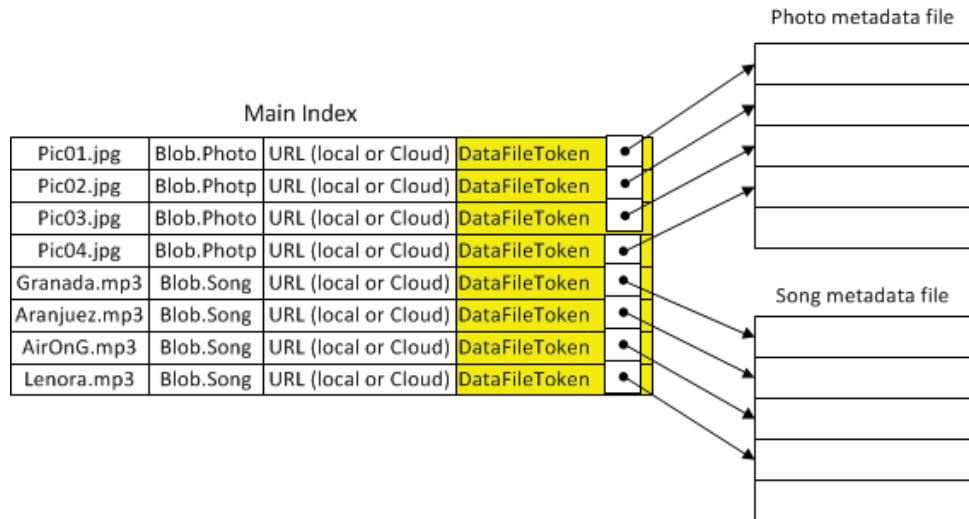 Photo metadata file
Main Index
Pic01.jpg Blob.Photo URL (local or Cloud) DataFileToken
Pic02.jpg Blob.Photp URL (local or Cloud) DataFileToken
Pic03.jpg Blob.Photo URL (local or Cloud) DataFileToken
Pic04.jpg Blob.Photp URL (local or Cloud) DataFileToken
Granada.mp3 Blob.Song URL (local or Cloud) DataFileToken
Aranjuez.mp3 Blob.Song URL (local or Cloud) DataFileToken
AirOnG.mp3 Blob.Song URL (local or Cloud) DataFileToken
Lenora.mp3 Blob.Song URL (local or Cloud) DataFileToken
Song metadata file